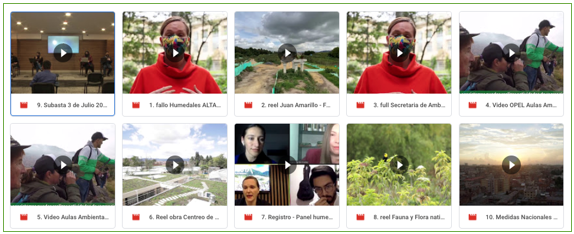 9. Subasta 3 de Julio 20...
1. fallo Humedales ALTA...
2. reel Juan Amarillo - F...
3. full Secretaria de Amb...
4. Video OPEL Aulas Am...
5. Video Aulas Ambienta...
6. Reel obra Centreo de ...
7. Registro - Panel hume...
8. reel Fauna y Flora nati...
10. Medidas Nacionales ...